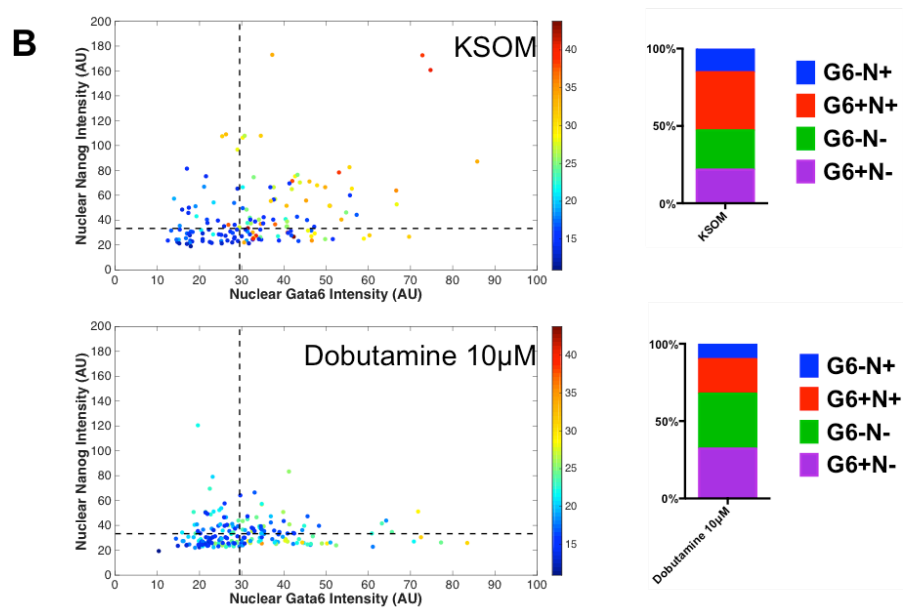 B
KSOM
Nuclear Nanog Intensity (AU)
200
180
160
140
120
100
80
60
40
20
0
0 10 20 30 40 50 60 70 80 90 100
Nuclear Gata6 Intensity (AU)
40
35
30
25
20
15
100%
50%
0%
KSOM
G6-N+
G6+N+
G6-N-
G6+N-
Dobutamine 10µM
Nuclear Nanog Intensity (AU)
200
180
160
140
120
100
80
60
40
20
0
0 10 20 30 40 50 60 70 80 90 100
Nuclear Gata6 Intensity (AU)
40
35
30
25
20
15
100%
50%
0%
Dobutamine 10µM
G6-N+
G6+N+
G6-N-
G6+N-